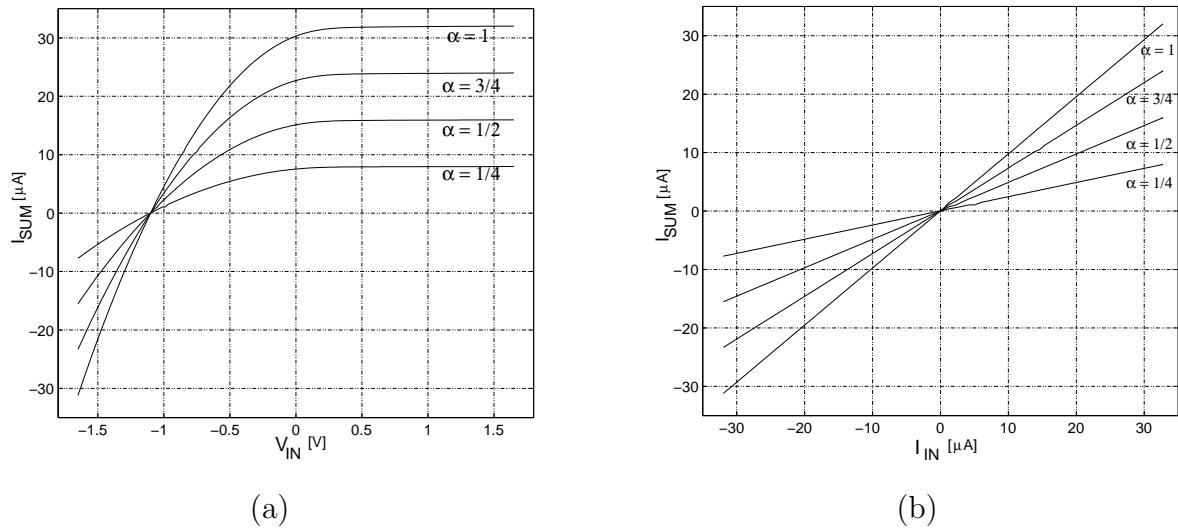 30
20
10
0
−10
−20
−30
I_SUM [μA]
α = 1
α = 3/4
α = 1/2
α = 1/4
−1.5 −1 −0.5 0 0.5 1 1.5
V_IN [V]
(a)
30
20
10
0
−10
−20
−30
I_SUM [μA]
α = 1
α = 3/4
α = 1/2
α = 1/4
−30 −20 −10 0 10 20 30
I_IN [μA]
(b)